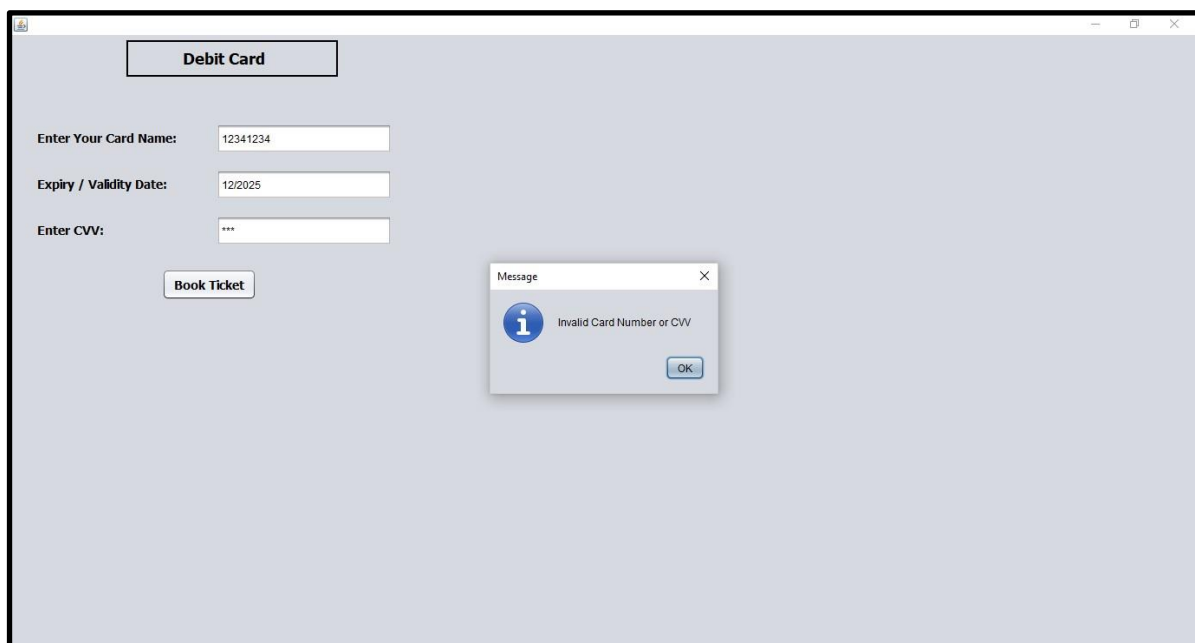 Debit Card
Enter Your Card Name: 12341234
Expiry / Validity Date: 12/2025
Enter CVV: ***
Book Ticket
Message
Invalid Card Number or CVV
OK